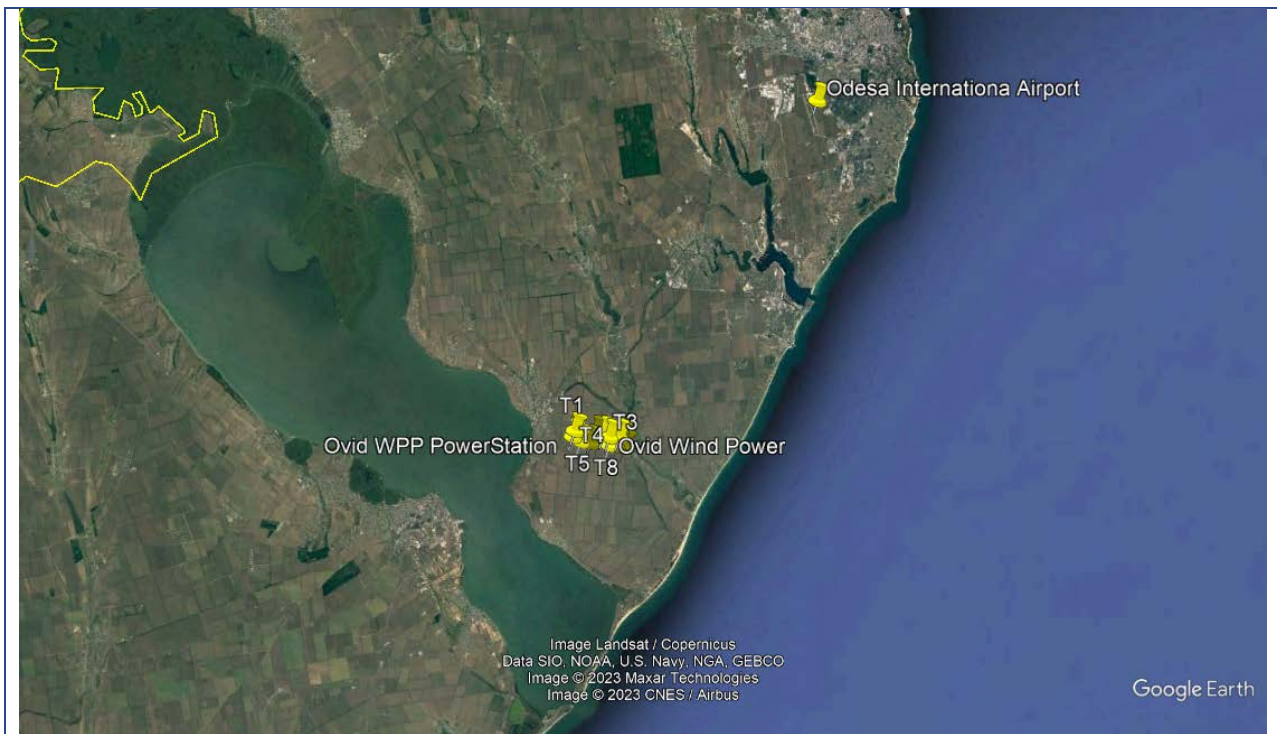 Odesa Internationa Airport
T1
T3
T4
Ovid WPP PowerStation
Ovid Wind Power
T5
T8
Image Landsat / Copernicus
Data SIO, NOAA, U.S. Navy, NGA, GEBCO
Image © 2023 Maxar Technologies
Image © 2023 CNES / Airbus
Google Earth